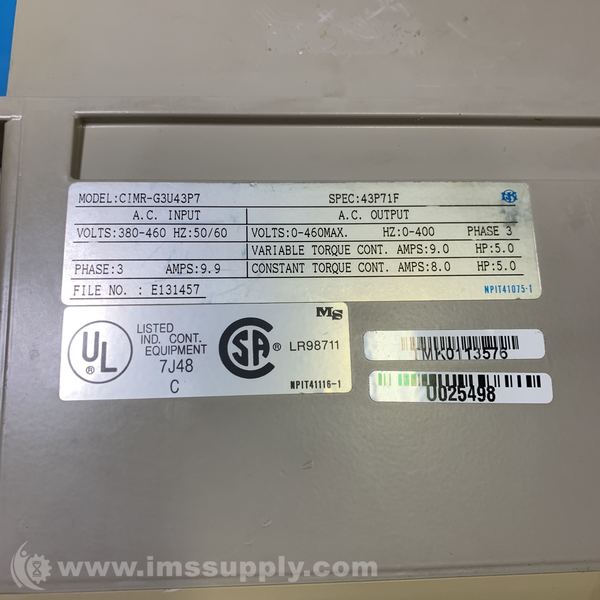 MODEL:CIMR-G3U43P7 SPEC:43P71F
A.C. INPUT A.C. OUTPUT
VOLTS:380-460 HZ:50/60 VOLTS:0-460MAX. HZ:0-400 PHASE 3
VARIABLE TORQUE CONT. AMPS:9.0 HP:5.0
PHASE:3 AMPS:9.9 CONSTANT TORQUE CONT. AMPS:8.0 HP:5.0
FILE NO. : E131457 NPIT41075-1
MS
UL ® LISTED
IND. CONT.
EQUIPMENT
7J48
C
CSA ® LR98711
NPIT41116-1
MK0113576
U025498
www.imssupply.com